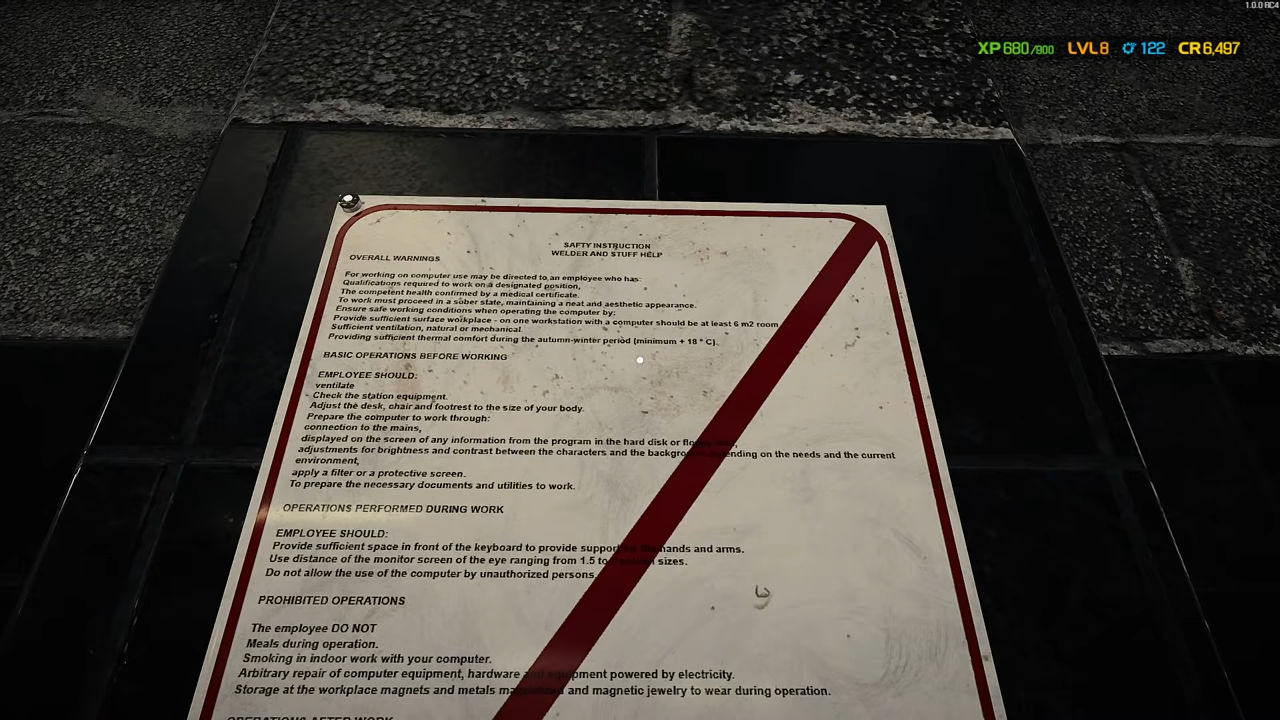 1.0.0 RC4
XP 680/900 LVL 8 122 CR 6,497
SAFTY INSTRUCTION
WELDER AND STUFF HELP
OVERALL WARNINGS
For working on computer use may be directed to an employee who has:
Qualifications required to work on a designated position,
The competent health confirmed by a medical certificate.
To work must proceed in a sober state, maintaining a neat and aesthetic appearance.
Ensure safe working conditions when operating the computer by:
Provide sufficient surface workplace - on one workstation with a computer should be at least 6 m2 room
Sufficient ventilation, natural or mechanical.
Providing sufficient thermal comfort during the autumn-winter period (minimum + 18 ° C).
BASIC OPERATIONS BEFORE WORKING
EMPLOYEE SHOULD:
ventilate
- Check the station equipment.
Adjust the desk, chair and footrest to the size of your body.
Prepare the computer to work through:
connection to the mains,
displayed on the screen of any information from the program in the hard disk or
adjustments for brightness and contrast between the characters and the background depending on the needs and the current
environment,
apply a filter or a protective screen.
To prepare the necessary documents and utilities to work.
OPERATIONS PERFORMED DURING WORK
EMPLOYEE SHOULD:
Provide sufficient space in front of the keyboard to provide support hands and arms.
Use distance of the monitor screen of the eye ranging from 1.5 to sizes.
Do not allow the use of the computer by unauthorized persons.
PROHIBITED OPERATIONS
The employee DO NOT
Meals during operation.
Smoking in indoor work with your computer.
Arbitrary repair of computer equipment, hardware and equipment powered by electricity.
Storage at the workplace magnets and metals and magnetic jewelry to wear during operation.
OPERATIONS AFTER WORK